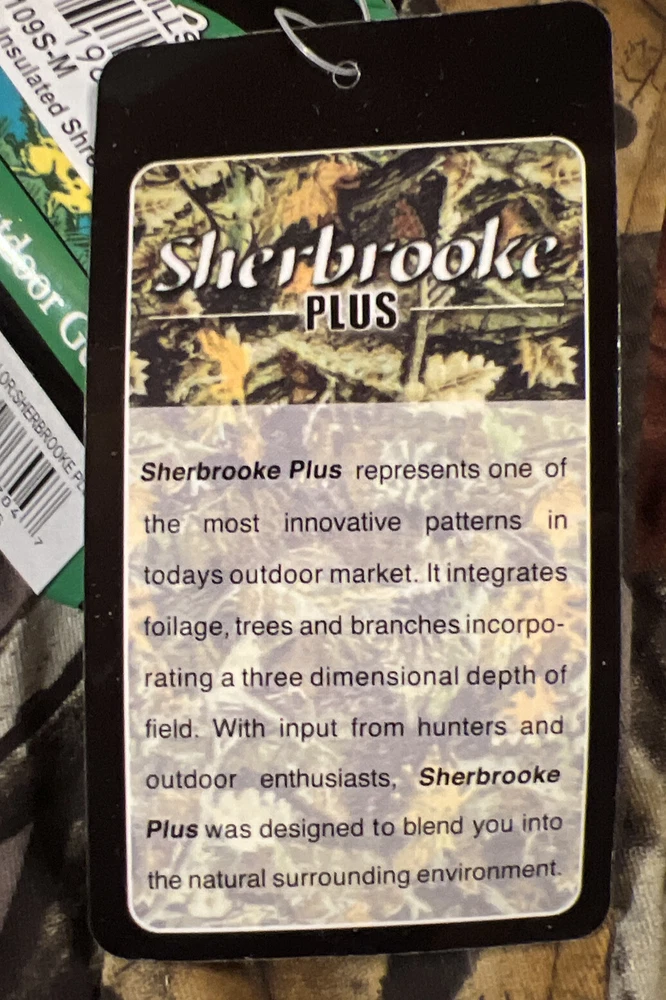 109S-M
Insulated
Sherbrooke
PLUS
Sherbrooke Plus represents one of
the most innovative patterns in
todays outdoor market. It integrates
foilage, trees and branches incorpo-
rating a three dimensional depth of
field. With input from hunters and
outdoor enthusiasts, Sherbrooke
Plus was designed to blend you into
the natural surrounding environment.